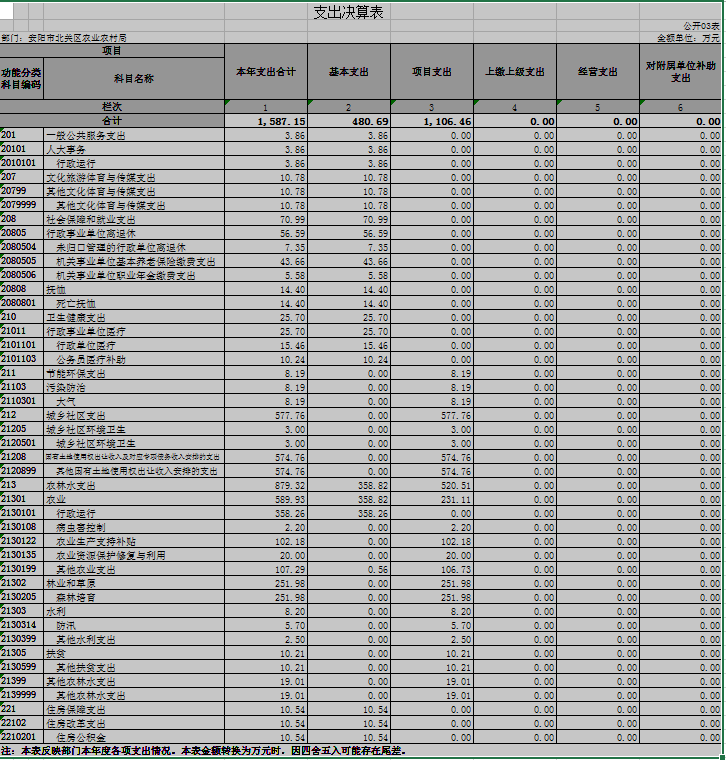 支出决算表
公开03表
部门：安阳市北关区农业农村局 金额单位：万元
项目 本年支出合计 基本支出 项目支出 上缴上级支出 经营支出 对附属单位补助支出
功能分类科目编码 科目名称
栏次 1 2 3 4 5 6
合计 1,587.15 480.69 1,106.46 0.00 0.00 0.00
201 一般公共服务支出 3.86 3.86 0.00 0.00 0.00 0.00
20101 人大事务 3.86 3.86 0.00 0.00 0.00 0.00
2010101 行政运行 3.86 3.86 0.00 0.00 0.00 0.00
207 文化旅游体育与传媒支出 10.78 10.78 0.00 0.00 0.00 0.00
20799 其他文化体育与传媒支出 10.78 10.78 0.00 0.00 0.00 0.00
2079999 其他文化体育与传媒支出 10.78 10.78 0.00 0.00 0.00 0.00
208 社会保障和就业支出 70.99 70.99 0.00 0.00 0.00 0.00
20805 行政事业单位离退休 56.59 56.59 0.00 0.00 0.00 0.00
2080504 未归口管理的行政单位离退休 7.35 7.35 0.00 0.00 0.00 0.00
2080505 机关事业单位基本养老保险缴费支出 43.66 43.66 0.00 0.00 0.00 0.00
2080506 机关事业单位职业年金缴费支出 5.58 5.58 0.00 0.00 0.00 0.00
20808 抚恤 14.40 14.40 0.00 0.00 0.00 0.00
2080801 死亡抚恤 14.40 14.40 0.00 0.00 0.00 0.00
210 卫生健康支出 25.70 25.70 0.00 0.00 0.00 0.00
21011 行政事业单位医疗 25.70 25.70 0.00 0.00 0.00 0.00
2101101 行政单位医疗 15.46 15.46 0.00 0.00 0.00 0.00
2101103 公务员医疗补助 10.24 10.24 0.00 0.00 0.00 0.00
211 节能环保支出 8.19 0.00 8.19 0.00 0.00 0.00
21103 污染防治 8.19 0.00 8.19 0.00 0.00 0.00
2110301 大气 8.19 0.00 8.19 0.00 0.00 0.00
212 城乡社区支出 577.76 0.00 577.76 0.00 0.00 0.00
21205 城乡社区环境卫生 3.00 0.00 3.00 0.00 0.00 0.00
2120501 城乡社区环境卫生 3.00 0.00 3.00 0.00 0.00 0.00
21208 国有土地使用权出让收入及对应专项债务收入安排的支出 574.76 0.00 574.76 0.00 0.00 0.00
2120899 其他国有土地使用权出让收入安排的支出 574.76 0.00 574.76 0.00 0.00 0.00
213 农林水支出 879.32 358.82 520.51 0.00 0.00 0.00
21301 农业 589.93 358.82 231.11 0.00 0.00 0.00
2130101 行政运行 358.26 358.26 0.00 0.00 0.00 0.00
2130108 病虫害控制 2.20 0.00 2.20 0.00 0.00 0.00
2130122 农业生产支持补贴 102.18 0.00 102.18 0.00 0.00 0.00
2130135 农业资源保护修复与利用 20.00 0.00 20.00 0.00 0.00 0.00
2130199 其他农业支出 107.29 0.56 106.73 0.00 0.00 0.00
21302 林业和草原 251.98 0.00 251.98 0.00 0.00 0.00
2130205 森林培育 251.98 0.00 251.98 0.00 0.00 0.00
21303 水利 8.20 0.00 8.20 0.00 0.00 0.00
2130314 防汛 5.70 0.00 5.70 0.00 0.00 0.00
2130399 其他水利支出 2.50 0.00 2.50 0.00 0.00 0.00
21305 扶贫 10.21 0.00 10.21 0.00 0.00 0.00
2130599 其他扶贫支出 10.21 0.00 10.21 0.00 0.00 0.00
21399 其他农林水支出 19.01 0.00 19.01 0.00 0.00 0.00
2139999 其他农林水支出 19.01 0.00 19.01 0.00 0.00 0.00
221 住房保障支出 10.54 10.54 0.00 0.00 0.00 0.00
22102 住房改革支出 10.54 10.54 0.00 0.00 0.00 0.00
2210201 住房公积金 10.54 10.54 0.00 0.00 0.00 0.00
注：本表反映部门本年度各项支出情况。本表金额转换为万元时，因四舍五入可能存在尾差。